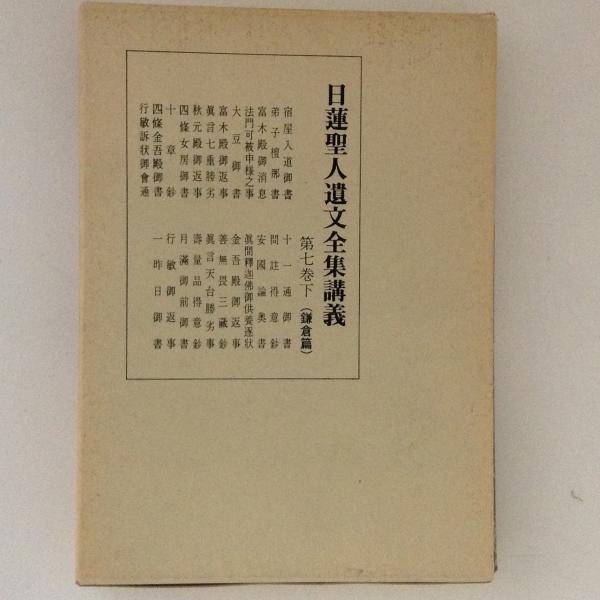 日蓮聖人遺文全集講義
第七巻下(鎌倉篇)
宿屋入道御書
弟子檀那書
富木殿御消息
法門可被申樣之事
大豆御書
富木殿御返事
眞言七重勝劣
秋元殿御返事
四條女房御書
十章鈔
四條金吾殿御書
行敏訴狀御會通
十一通御書
問註得意鈔
安國論奥書
眞間釋迦佛御供養逐狀
金吾殿御返事
善無畏三藏鈔
眞言天台勝劣事
壽量品得意鈔
月滿御前御書
行敏御返事
一昨日御書